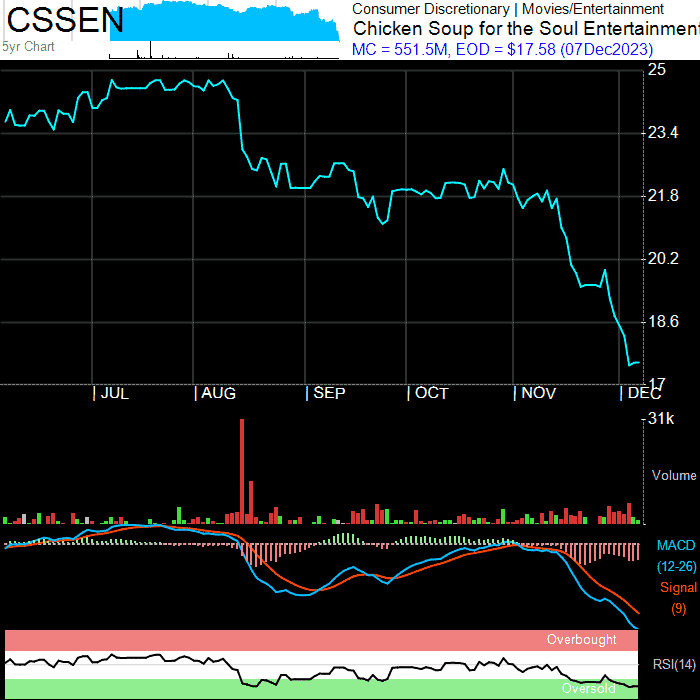 CSSEN
5yr Chart
Consumer Discretionary | Movies/Entertainment
Chicken Soup for the Soul Entertainment
MC = 551.5M, EOD = $17.58 (07Dec2023)
25
23.4
21.8
20.2
18.6
17
JUL AUG SEP OCT NOV DEC
31k
Volume
MACD
(12-26)
Signal
(9)
Overbought
RSI(14)
Oversold